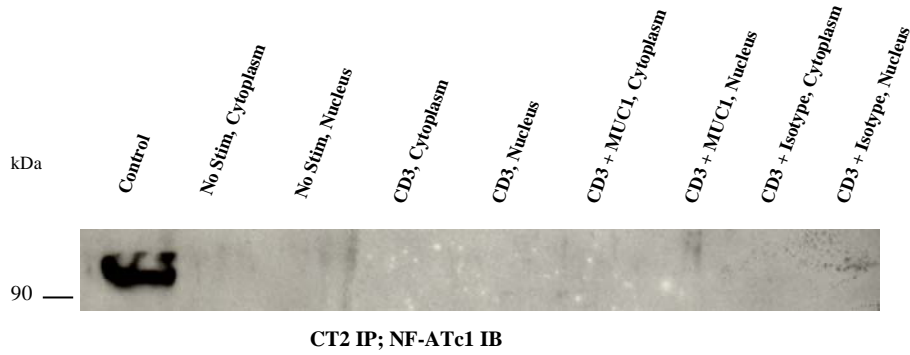 kDa
Control
No Stim, Cytoplasm
No Stim, Nucleus
CD3, Cytoplasm
CD3, Nucleus
CD3 + MUC1, Cytoplasm
CD3 + MUC1, Nucleus
CD3 + Isotype, Cytoplasm
CD3 + Isotype, Nucleus
90
CT2 IP; NF-ATc1 IB